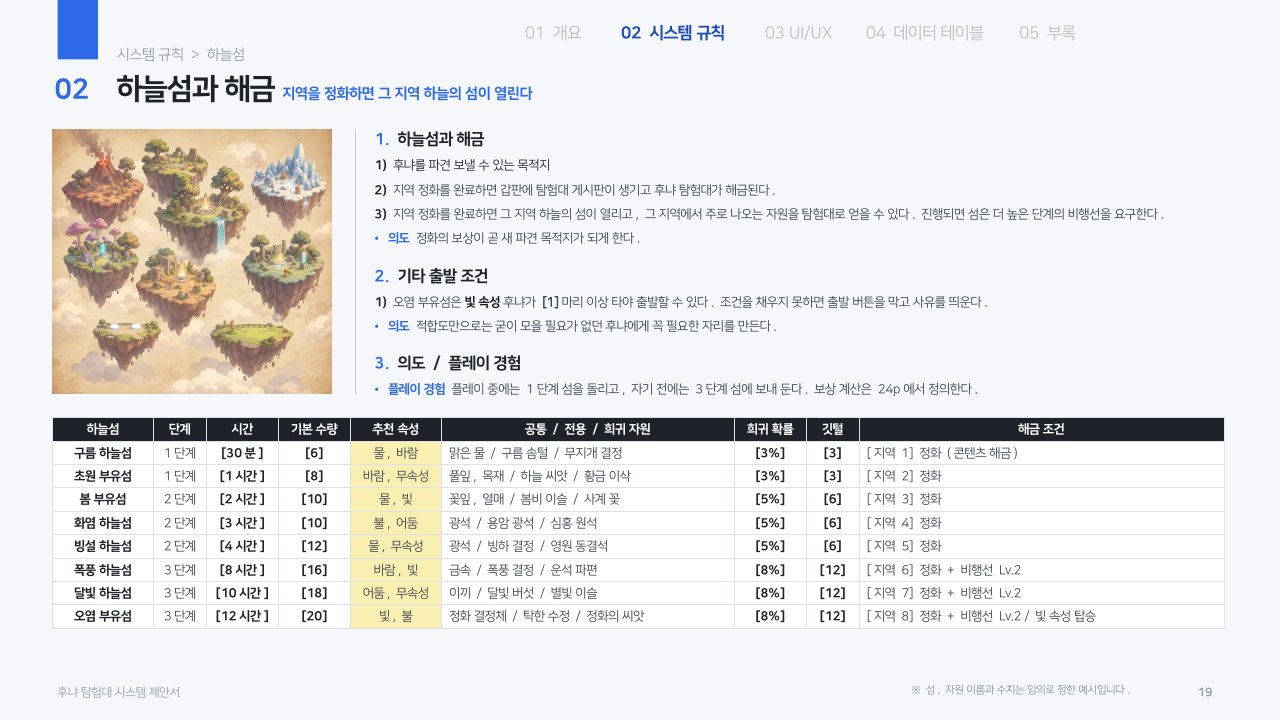 01 개요 02 시스템 규칙 03 UI/UX 04 데이터 테이블 05 부록
시스템 규칙 > 하늘섬
02 하늘섬과 해금 지역을 정화하면 그 지역 하늘의 섬이 열린다
1. 하늘섬과 해금
1) 후냐를 파견 보낼 수 있는 목적지
2) 지역 정화를 완료하면 갑판에 탐험대 게시판이 생기고 후냐 탐험대가 해금된다.
3) 지역 정화를 완료하면 그 지역 하늘의 섬이 열리고, 그 지역에서 주로 나오는 자원을 탐험대로 얻을 수 있다. 진행되면 섬은 더 높은 단계의 비행선을 요구한다.
• 의도 정화의 보상이 곧 새 파견 목적지가 되게 한다.
2. 기타 출발 조건
1) 오염 부유섬은 빛 속성 후냐가 [1]마리 이상 타야 출발할 수 있다. 조건을 채우지 못하면 출발 버튼을 막고 사유를 띄운다.
• 의도 적합도만으로는 굳이 모을 필요가 없던 후냐에게 꼭 필요한 자리를 만든다.
3. 의도 / 플레이 경험
• 플레이 경험 플레이 중에는 1단계 섬을 돌리고, 자기 전에는 3단계 섬에 보내 둔다. 보상 계산은 24p에서 정의한다.
하늘섬 단계 시간 기본 수량 추천 속성 공통 / 전용 / 희귀 자원 희귀 확률 깃털 해금 조건
구름 하늘섬 1단계 [30분] [6] 물, 바람 맑은 물 / 구름 솜털 / 무지개 결정 [3%] [3] [지역 1] 정화 (콘텐츠 해금)
초원 부유섬 1단계 [1시간] [8] 바람, 무속성 풀잎, 목재 / 하늘 씨앗 / 황금 이삭 [3%] [3] [지역 2] 정화
봄 부유섬 2단계 [2시간] [10] 물, 빛 꽃잎, 열매 / 봄비 이슬 / 사계 꽃 [5%] [6] [지역 3] 정화
화염 하늘섬 2단계 [3시간] [10] 불, 어둠 광석 / 용암 광석 / 심홍 원석 [5%] [6] [지역 4] 정화
빙설 하늘섬 2단계 [4시간] [12] 물, 무속성 광석 / 빙하 결정 / 영원 동결석 [5%] [6] [지역 5] 정화
폭풍 하늘섬 3단계 [8시간] [16] 바람, 빛 금속 / 폭풍 결정 / 운석 파편 [8%] [12] [지역 6] 정화 + 비행선 Lv.2
달빛 하늘섬 3단계 [10시간] [18] 어둠, 무속성 이끼 / 달빛 버섯 / 별빛 이슬 [8%] [12] [지역 7] 정화 + 비행선 Lv.2
오염 부유섬 3단계 [12시간] [20] 빛, 불 정화 결정체 / 탁한 수정 / 정화의 씨앗 [8%] [12] [지역 8] 정화 + 비행선 Lv.2 / 빛 속성 탑승
후냐 탐험대 시스템 제안서
※ 섬, 자원 이름과 수치는 임의로 정한 예시입니다.
19